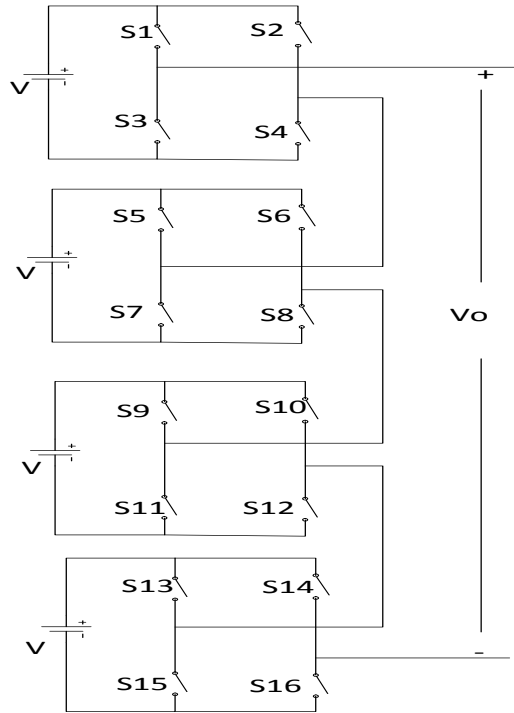 S1 S2
+
V
+
-
S3 S4
S5 S6
+
V
-
S7 S8
Vo
S9 S10
+
V
-
S11 S12
S13 S14
+
V
-
-
S15 S16